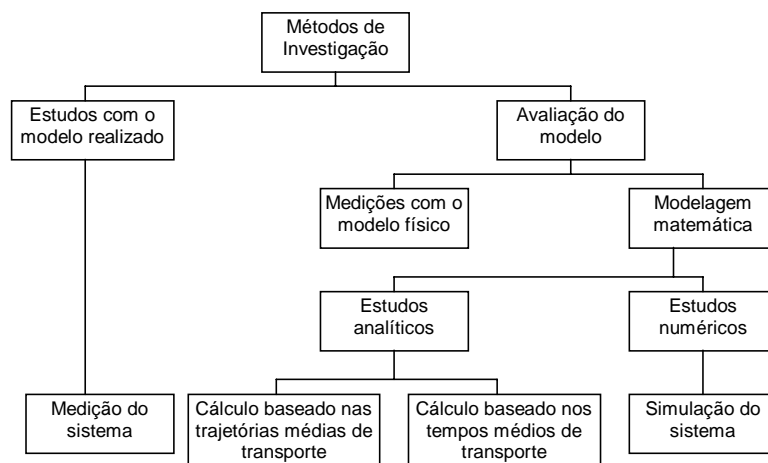 Métodos de
Investigação
Estudos com o
modelo realizado
Avaliação do
modelo
Medições com o
modelo físico
Modelagem
matemática
Estudos
analíticos
Estudos
numéricos
Medição do
sistema
Cálculo baseado nas
trajetórias médias de
transporte
Cálculo baseado nos
tempos médios de
transporte
Simulação do
sistema